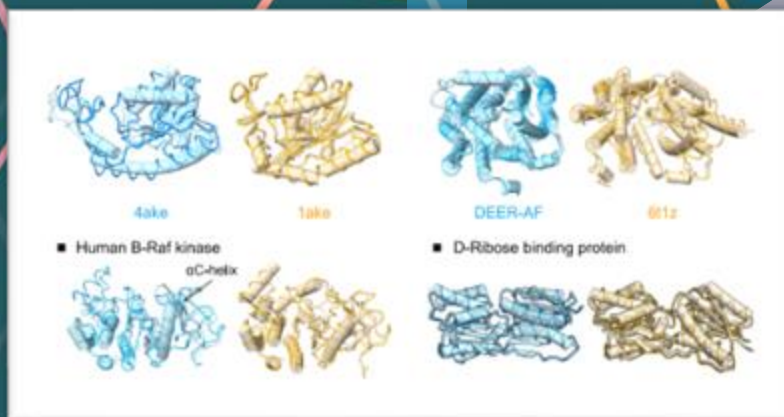 4ake 1ake DEER-AF 6t1z
■ Human B-Raf kinase ■ D-Ribose binding protein
αC-helix